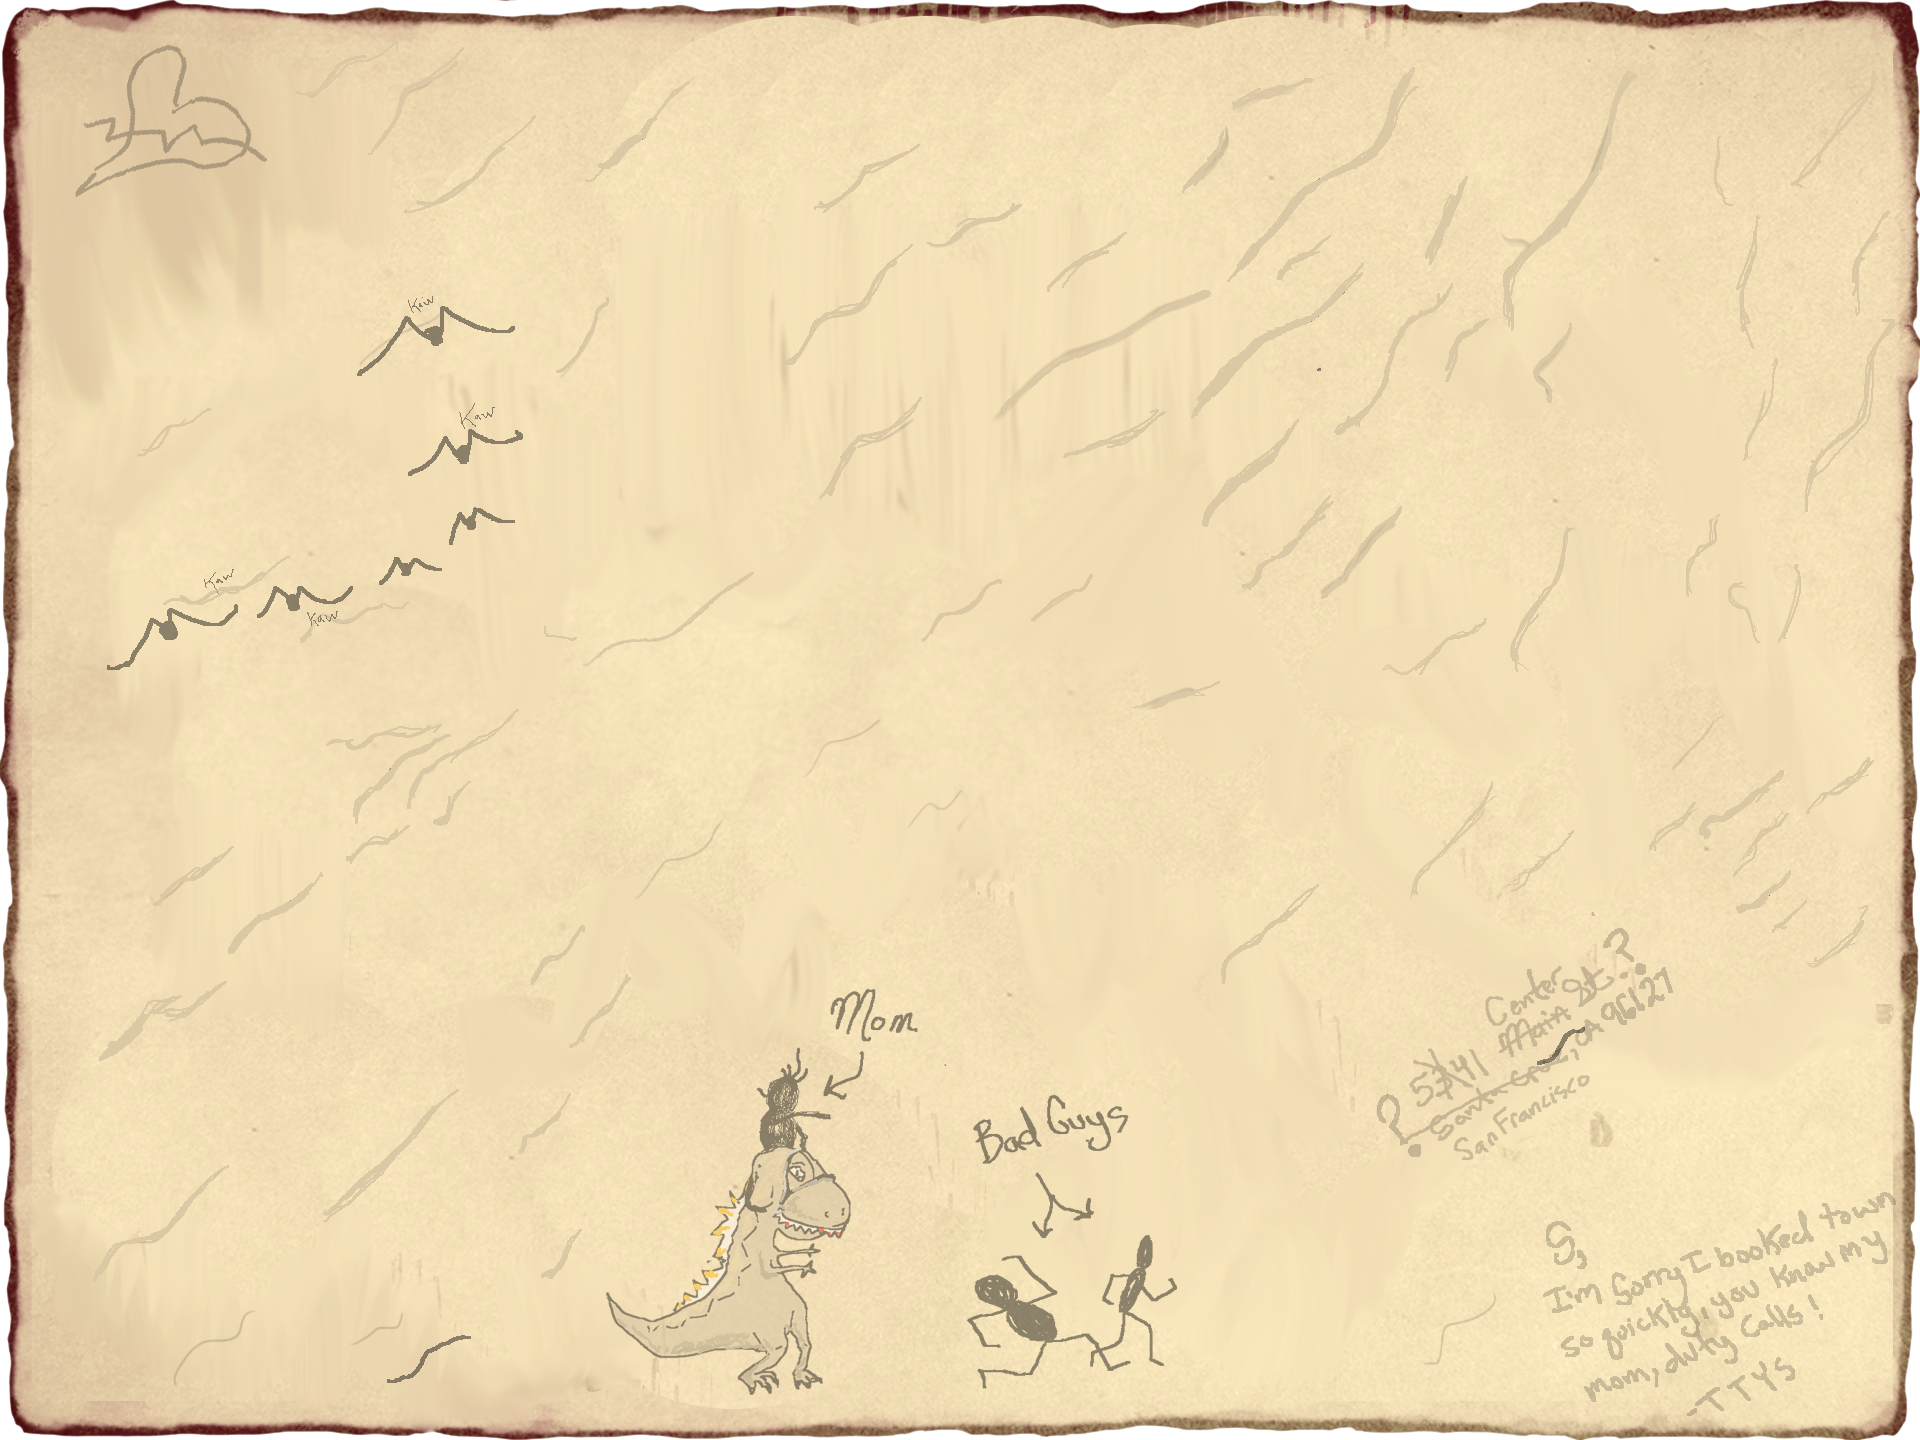 Kaw
Kaw
Kaw
Kaw
Mom
Bad Guys
Center
? 5741 Main St. ?
Santa Cruz, CA 96127
San Francisco
S,
I'm Sorry I booked town
so quickly, you know my
mom, duty calls!
-TTYS